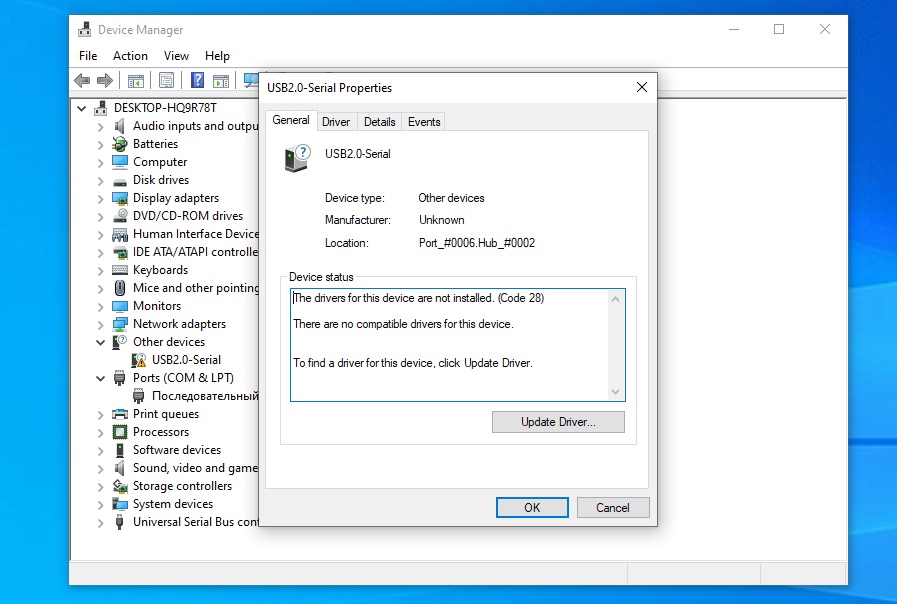 Device Manager
File Action View Help
DESKTOP-HQ9R78T
Audio inputs and outpu
Batteries
Computer
Disk drives
Display adapters
DVD/CD-ROM drives
Human Interface Device
IDE ATA/ATAPI controlle
Keyboards
Mice and other pointing
Monitors
Network adapters
Other devices
USB2.0-Serial
Ports (COM & LPT)
Последовательный
Print queues
Processors
Software devices
Sound, video and game
Storage controllers
System devices
Universal Serial Bus cont
USB2.0-Serial Properties
General Driver Details Events
USB2.0-Serial
Device type: Other devices
Manufacturer: Unknown
Location: Port_#0006.Hub_#0002
Device status
The drivers for this device are not installed. (Code 28)
There are no compatible drivers for this device.
To find a driver for this device, click Update Driver.
Update Driver...
OK Cancel